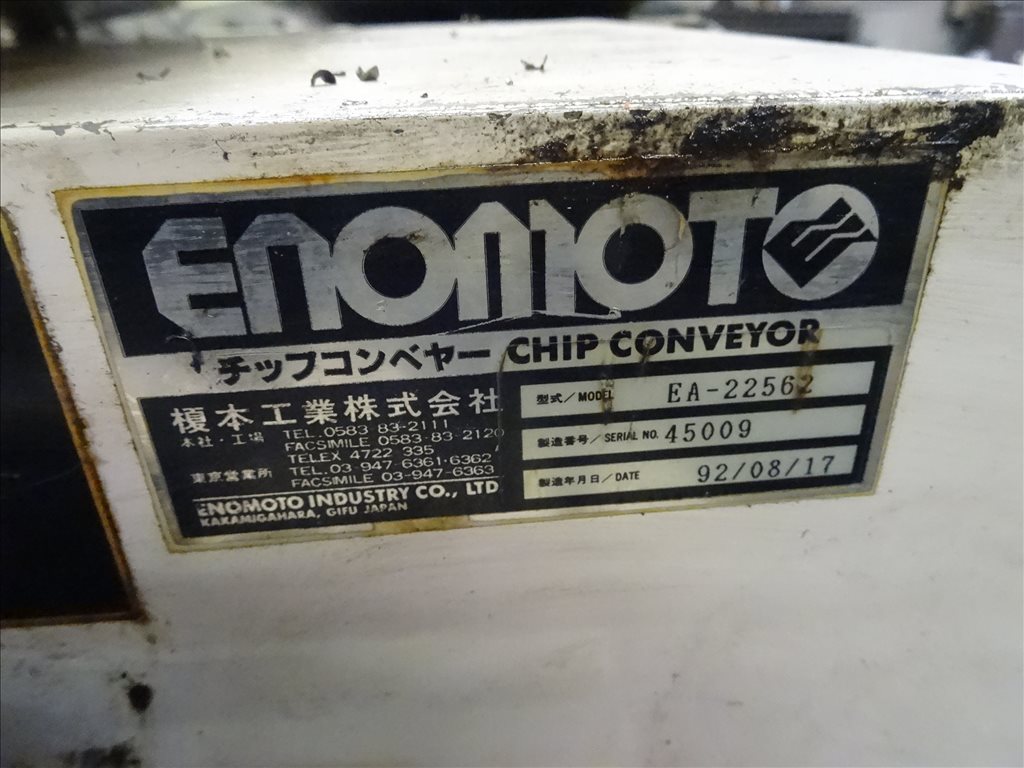 ENOMOTO
チップコンベヤー CHIP CONVEYOR
榎本工業株式会社
本社・工場 TEL 0583 83-2111
FACSIMILE 0583-83-2120
TELEX 4722 335
東京営業所 TEL.03-947-6361·6362
FACSIMILE 03-947-6363
ENOMOTO INDUSTRY CO., LTD
KAKAMIGAHARA, GIFU JAPAN
型式/MODEL EA-22562
製造番号/SERIAL NO. 45009
製造年月日/DATE 92/08/17